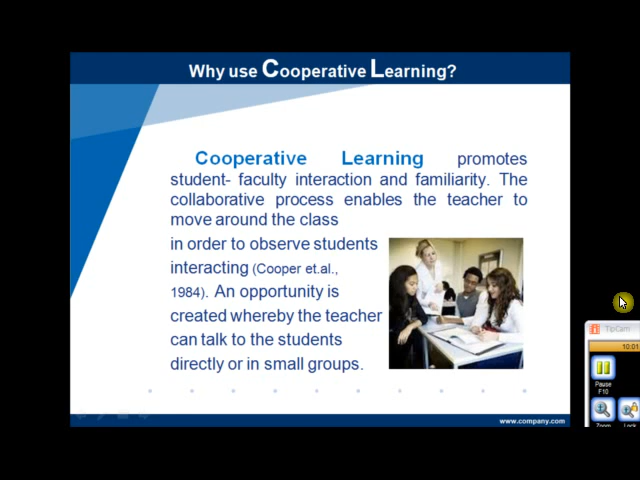 Why use Cooperative Learning?
Cooperative Learning promotes
student- faculty interaction and familiarity. The
collaborative process enables the teacher to
move around the class
in order to observe students
interacting (Cooper et.al.,
1984). An opportunity is
created whereby the teacher
can talk to the students
directly or in small groups.
www.company.com
TipCam
10:01
Pause
F10
Zoom
Lock